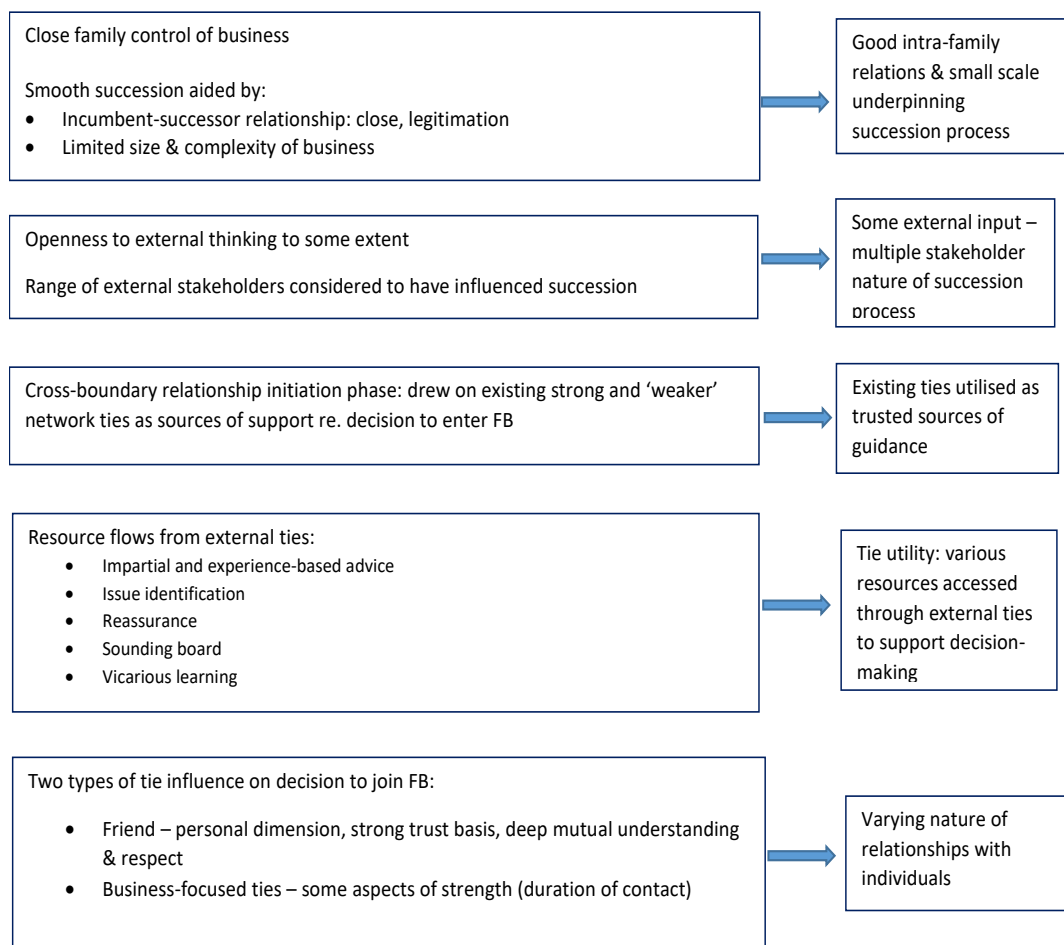 Close family control of business
Smooth succession aided by:
• Incumbent-successor relationship: close, legitimation
• Limited size & complexity of business
Good intra-family
relations & small scale
underpinning
succession process
Openness to external thinking to some extent
Range of external stakeholders considered to have influenced succession
Some external input –
multiple stakeholder
nature of succession
process
Cross-boundary relationship initiation phase: drew on existing strong and ‘weaker’
network ties as sources of support re. decision to enter FB
Existing ties utilised as
trusted sources of
guidance
Resource flows from external ties:
• Impartial and experience-based advice
• Issue identification
• Reassurance
• Sounding board
• Vicarious learning
Tie utility: various
resources accessed
through external ties
to support decision-
making
Two types of tie influence on decision to join FB:
• Friend – personal dimension, strong trust basis, deep mutual understanding
& respect
• Business-focused ties – some aspects of strength (duration of contact)
Varying nature of
relationships with
individuals